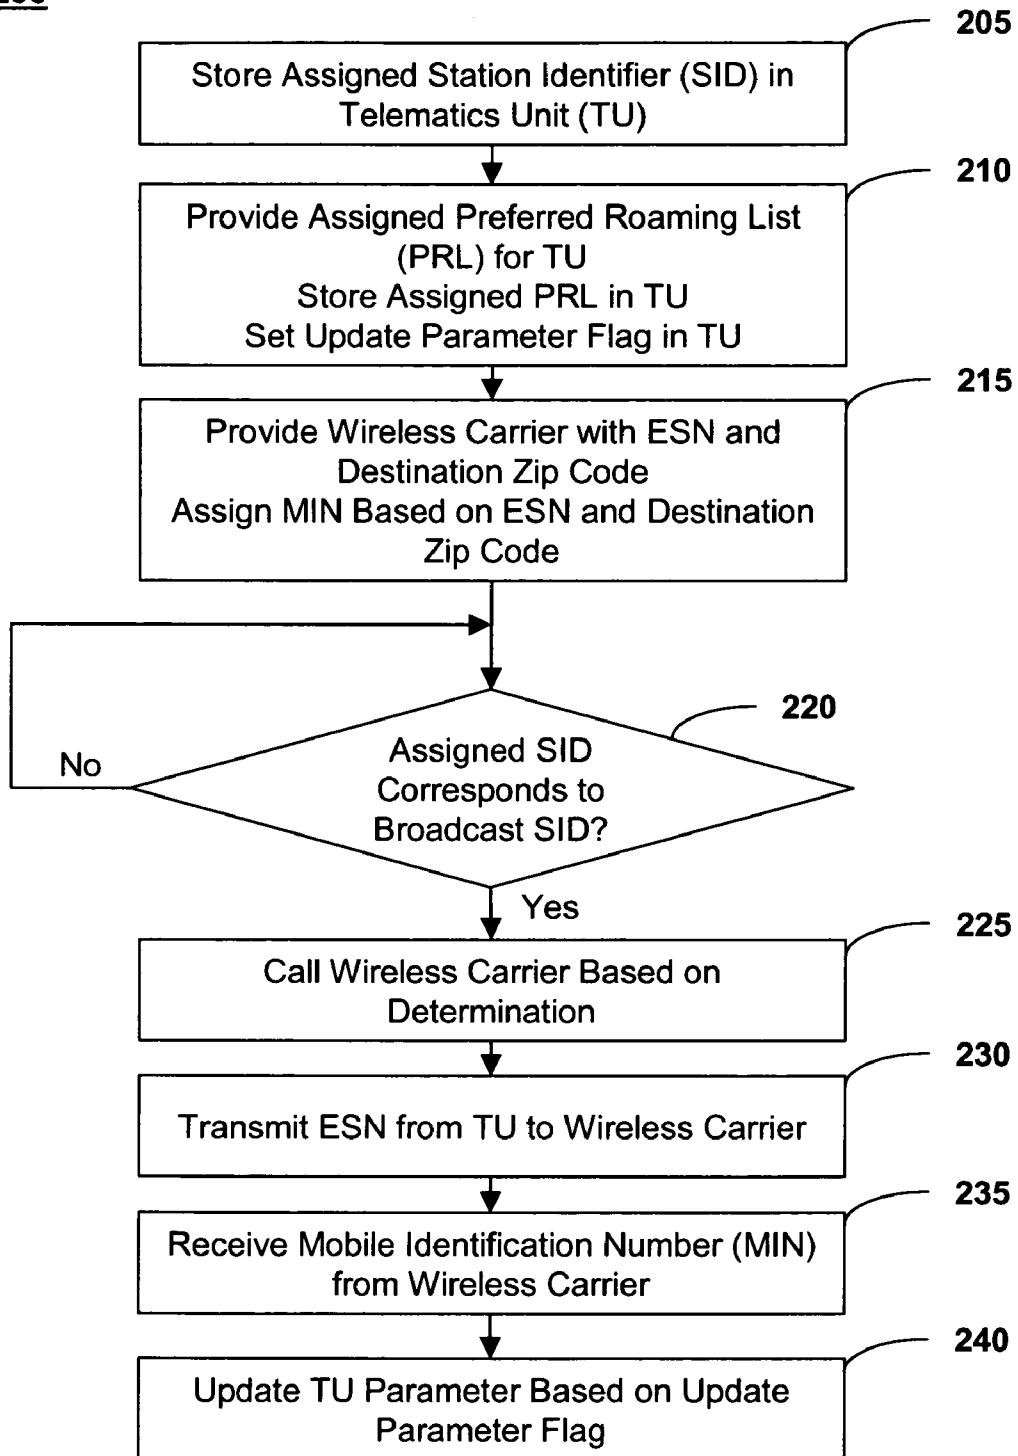 205
Store Assigned Station Identifier (SID) in
Telematics Unit (TU)
210
Provide Assigned Preferred Roaming List
(PRL) for TU
Store Assigned PRL in TU
Set Update Parameter Flag in TU
215
Provide Wireless Carrier with ESN and
Destination Zip Code
Assign MIN Based on ESN and Destination
Zip Code
220
Assigned SID
Corresponds to
Broadcast SID?
No
Yes
225
Call Wireless Carrier Based on
Determination
230
Transmit ESN from TU to Wireless Carrier
235
Receive Mobile Identification Number (MIN)
from Wireless Carrier
240
Update TU Parameter Based on Update
Parameter Flag